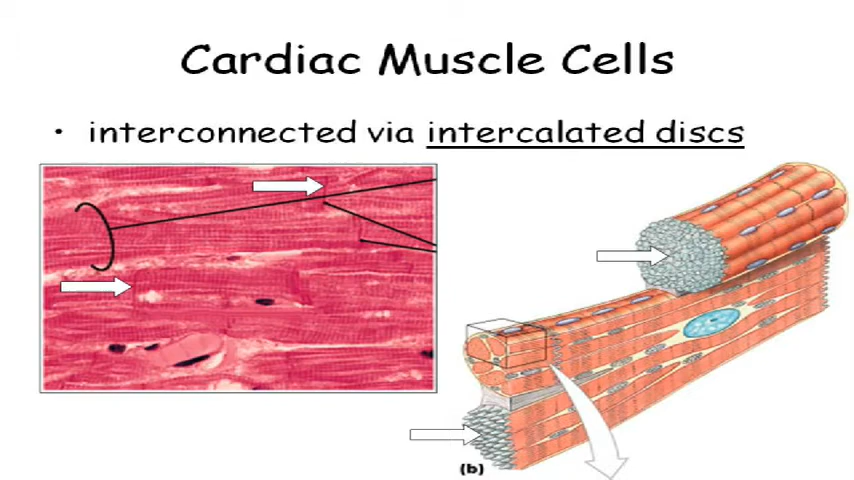 Cardiac Muscle Cells
• interconnected via intercalated discs
(b)